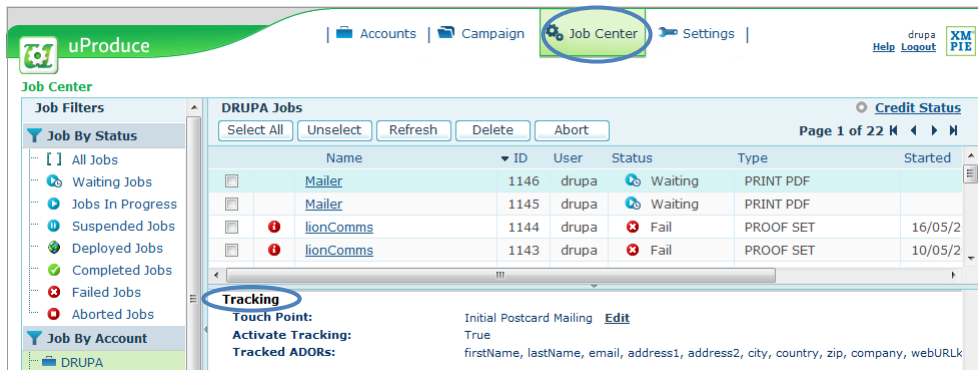 uProduce
Accounts | Campaign Job Center Settings |
drupa
Help Logout
XM
PIE
Job Center
Job Filters
Job By Status
[ ] All Jobs
Waiting Jobs
Jobs In Progress
Suspended Jobs
Deployed Jobs
Completed Jobs
Failed Jobs
Aborted Jobs
Job By Account
DRUPA
DRUPA Jobs
Credit Status
Select All Unselect Refresh Delete Abort
Page 1 of 22
Name ID User Status Type Started
Mailer 1146 drupa Waiting PRINT PDF
Mailer 1145 drupa Waiting PRINT PDF
lionComms 1144 drupa Fail PROOF SET 16/05/2
lionComms 1143 drupa Fail PROOF SET 10/05/2
Tracking
Touch Point: Initial Postcard Mailing Edit
Activate Tracking: True
Tracked ADORs: firstName, lastName, email, address1, address2, city, country, zip, company, webURLk